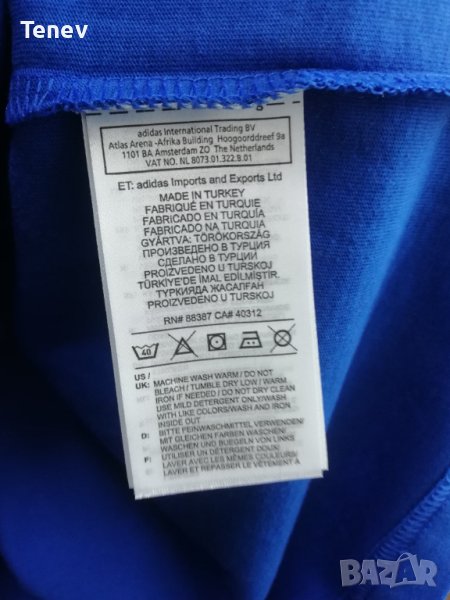 Tenev
adidas International Trading BV
Atlas Arena -Afrika Building Hoogoorddreef 9a
1101 BA Amsterdam ZO The Netherlands
VAT NO. NL 8073.01.322.B.01
ET: adidas Imports and Exports Ltd
MADE IN TURKEY
FABRIQUÉ EN TURQUIE
FABRICADO EN TURQUÍA
FABRICADO NA TURQUIA
GYÁRTVA: TÖRÖKORSZÁG
ПРОИЗВЕДЕНО В ТУРЦИИ
СДЕЛАНО В ТУРЦИИ
PROIZVEDENO U TURSKOJ
TÜRKIYE'DE İMAL EDİLMİŞTİR.
ТУРКИЯДА ЖАСАЛҒАН
PROIZVEDENO U TURSKOJ
RN# 88387 CA# 40312
40
US /
UK: MACHINE WASH WARM / DO NOT
BLEACH / TUMBLE DRY LOW / WARM
IRON IF NEEDED / DO NOT DRY CLEAN
USE MILD DETERGENT ONLY/WASH
WITH LIKE COLORS/WASH AND IRON
INSIDE OUT
D: BITTE FEINWASCHMITTEL VERWENDEN/
MIT GLEICHEN FARBEN WASCHEN/
WASCHEN UND BUEGELN VON LINKS
F: UTILISER UN DÉTERGENT DOUX/
LAVER AVEC LES MÊMES COULEURS/
LAVER ET REPASSER LE VÊTEMENT À
BAZAR